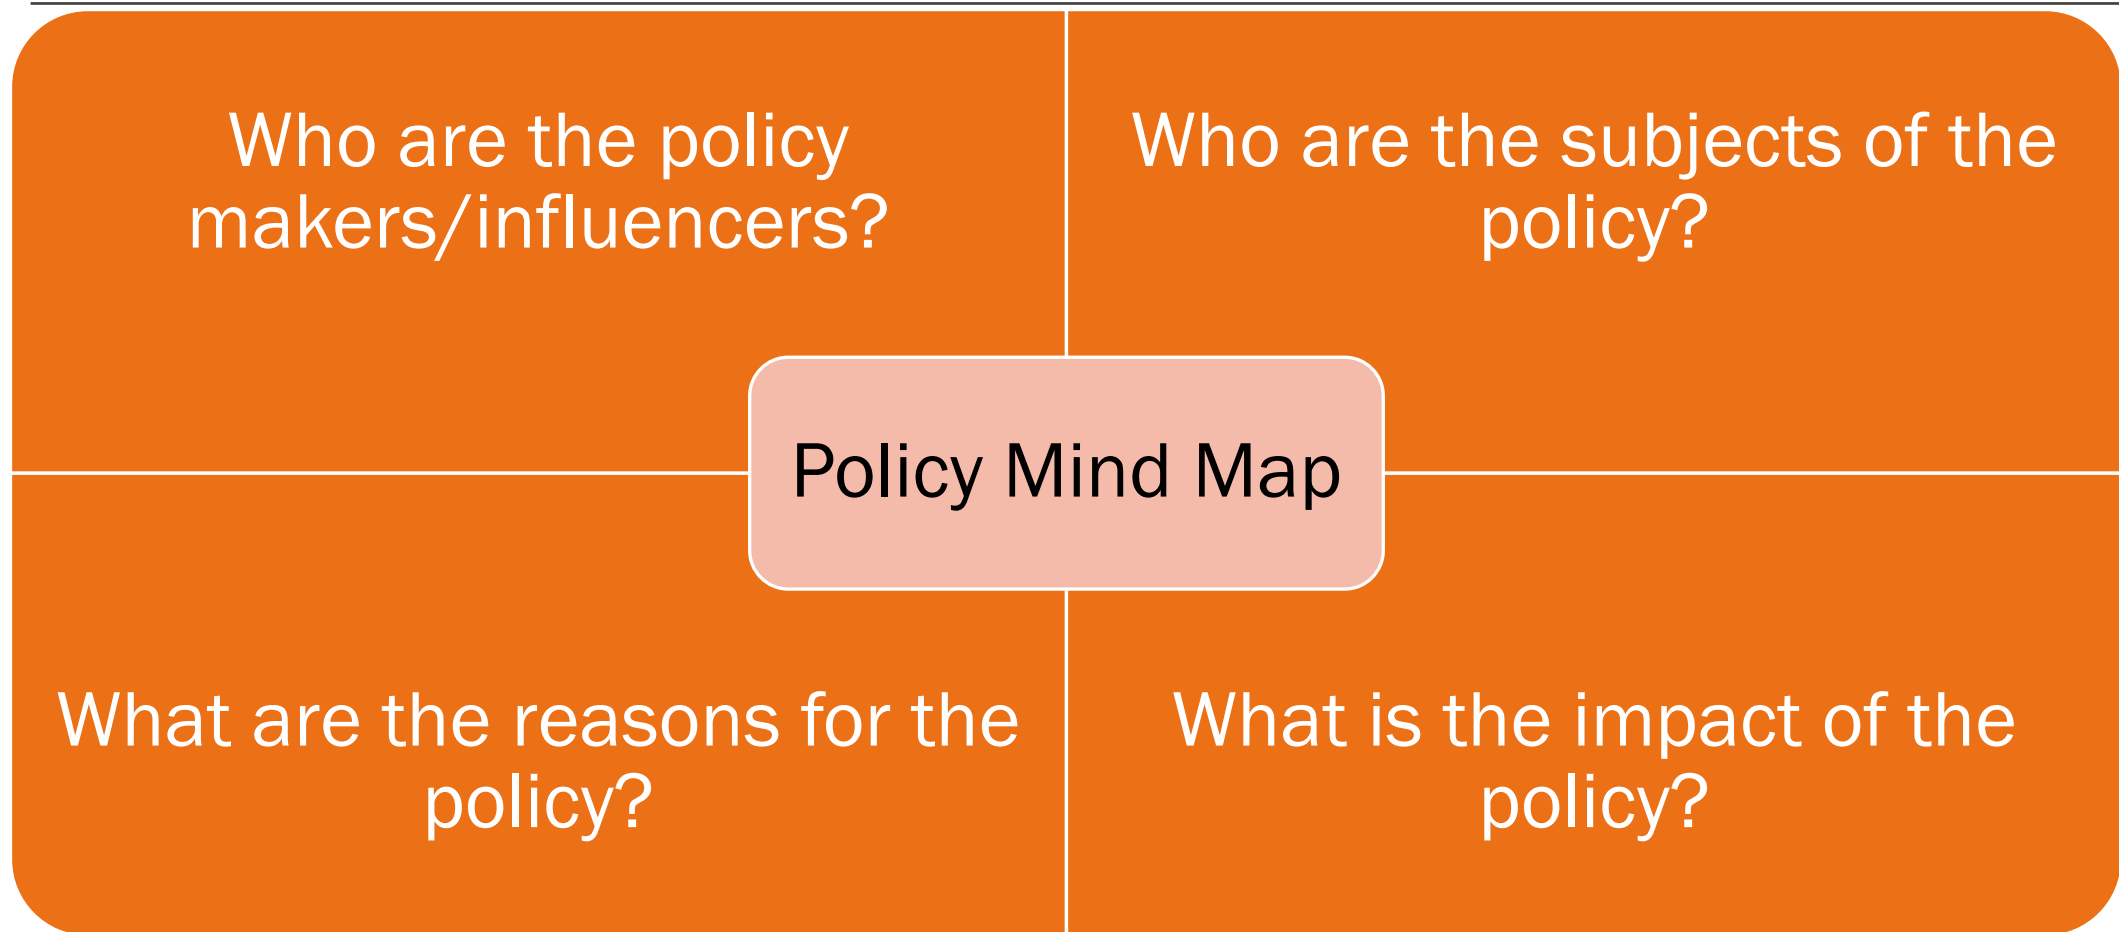 Who are the policy
makers/influencers?
Who are the subjects of the
policy?
Policy Mind Map
What are the reasons for the
policy?
What is the impact of the
policy?